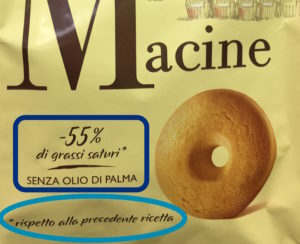 Macine
-55%
di grassi saturi*
SENZA OLIO DI PALMA
*rispetto alla precedente ricetta